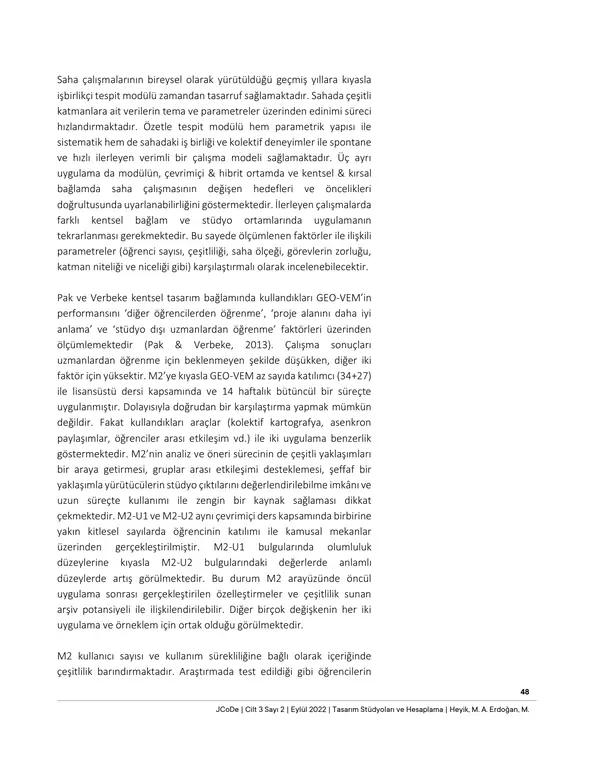 Saha çalışmalarının bireysel olarak yürütüldüğü geçmiş yıllara kıyasla
işbirlikçi tespit modülü zamandan tasarruf sağlamaktadır. Sahada çeşitli
katmanlara ait verilerin tema ve parametreler üzerinden edinimi süreci
hızlandırmaktadır. Özetle tespit modülü hem parametrik yapısı ile
sistematik hem de sahadaki iş birliği ve kolektif deneyimler ile spontane
ve hızlı ilerleyen verimli bir çalışma modeli sağlamaktadır. Üç ayrı
uygulama da modülün, çevrimiçi & hibrit ortamda ve kentsel & kırsal
bağlamda saha çalışmasının değişen hedefleri ve öncelikleri
doğrultusunda uyarlanabilirliğini göstermektedir. İlerleyen çalışmalarda
farklı kentsel bağlam ve stüdyo ortamlarında uygulamanın
tekrarlanması gerekmektedir. Bu sayede ölçümlenen faktörler ile ilişkili
parametreler (öğrenci sayısı, çeşitliliği, saha ölçeği, görevlerin zorluğu,
katman niteliği ve niceliği gibi) karşılaştırmalı olarak incelenebilecektir.
Pak ve Verbeke kentsel tasarım bağlamında kullandıkları GEO-VEM'in
performansını 'diğer öğrencilerden öğrenme', 'proje alanını daha iyi
anlama' ve 'stüdyo dışı uzmanlardan öğrenme' faktörleri üzerinden
ölçümlemektedir (Pak & Verbeke, 2013). Çalışma sonuçları
uzmanlardan öğrenme için beklenmeyen şekilde düşükken, diğer iki
faktör için yüksektir. M2'ye kıyasla GEO-VEM az sayıda katılımcı (34+27)
ile lisansüstü dersi kapsamında ve 14 haftalık bütüncül bir süreçte
uygulanmıştır. Dolayısıyla doğrudan bir karşılaştırma yapmak mümkün
değildir. Fakat kullandıkları araçlar (kolektif kartografya, asenkron
paylaşımlar, öğrenciler arası etkileşim vd.) ile iki uygulama benzerlik
göstermektedir. M2'nin analiz ve öneri sürecinin de çeşitli yaklaşımları
bir araya getirmesi, gruplar arası etkileşimi desteklemesi, şeffaf bir
yaklaşımla yürütücülerin stüdyo çıktılarını değerlendirilebilme imkânı ve
uzun süreçte kullanımı ile zengin bir kaynak sağlaması dikkat
çekmektedir. M2-U1 ve M2-U2 aynı çevrimiçi ders kapsamında birbirine
yakın kitlesel sayılarda öğrencinin katılımı ile kamusal mekanlar
üzerinden gerçekleştirilmiştir. M2-U1 bulgularında olumluluk
düzeylerine kıyasla M2-U2 bulgularındaki değerlerde anlamlı
düzeylerde artış görülmektedir. Bu durum M2 arayüzünde öncül
uygulama sonrası gerçekleştirilen özelleştirmeler ve çeşitlilik sunan
arşiv potansiyeli ile ilişkilendirilebilir. Diğer birçok değişkenin her iki
uygulama ve örneklem için ortak olduğu görülmektedir.
M2 kullanıcı sayısı ve kullanım sürekliliğine bağlı olarak içeriğinde
çeşitlilik barındırmaktadır. Araştırmada test edildiği gibi öğrencilerin
48
JCoDe | Cilt 3 Sayı 2 | Eylül 2022 | Tasarım Stüdyoları ve Hesaplama | Heyik, M. A. Erdoğan, M.